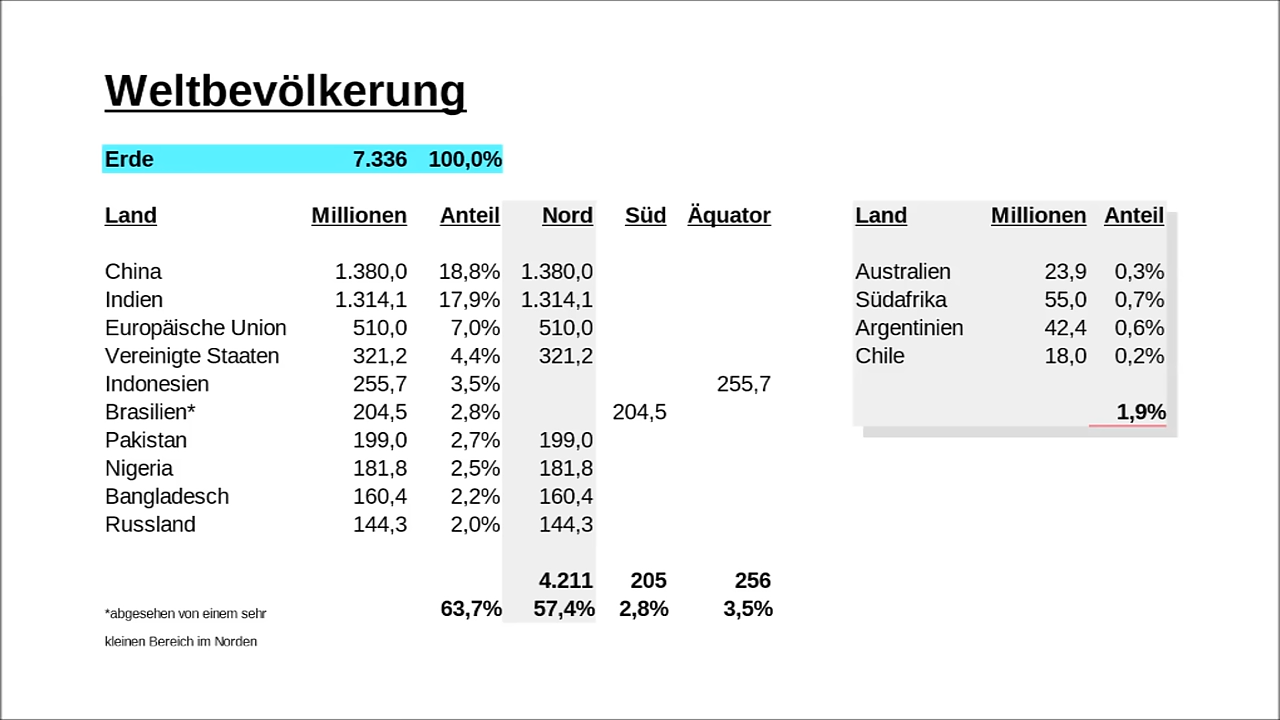 Weltbevölkerung
Erde 7.336 100,0%
Land Millionen Anteil Nord Süd Äquator
China 1.380,0 18,8% 1.380,0
Indien 1.314,1 17,9% 1.314,1
Europäische Union 510,0 7,0% 510,0
Vereinigte Staaten 321,2 4,4% 321,2
Indonesien 255,7 3,5% 255,7
Brasilien* 204,5 2,8% 204,5
Pakistan 199,0 2,7% 199,0
Nigeria 181,8 2,5% 181,8
Bangladesch 160,4 2,2% 160,4
Russland 144,3 2,0% 144,3
4.211 205 256
63,7% 57,4% 2,8% 3,5%
*abgesehen von einem sehr
kleinen Bereich im Norden
Land Millionen Anteil
Australien 23,9 0,3%
Südafrika 55,0 0,7%
Argentinien 42,4 0,6%
Chile 18,0 0,2%
1,9%